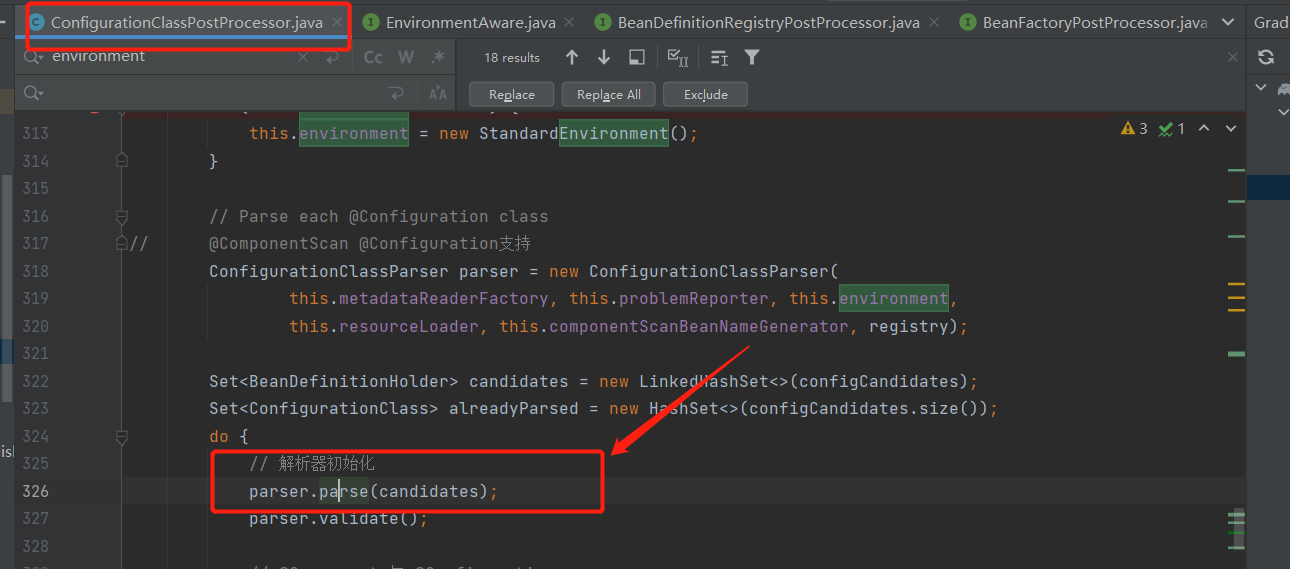 ConfigurationClassPostProcessor.java EnvironmentAware.java BeanDefinitionRegistryPostProcessor.java BeanFactoryPostProcessor.java Grad
environment Cc W .* 18 results
Replace Replace All Exclude
313 this.environment = new StandardEnvironment(); 3 1
314 }
315
316 // Parse each @Configuration class
317 // @ComponentScan @Configuration支持
318 ConfigurationClassParser parser = new ConfigurationClassParser(
319 this.metadataReaderFactory, this.problemReporter, this.environment,
320 this.resourceLoader, this.componentScanBeanNameGenerator, registry);
321
322 Set<BeanDefinitionHolder> candidates = new LinkedHashSet<>(configCandidates);
323 Set<ConfigurationClass> alreadyParsed = new HashSet<>(configCandidates.size());
324 do {
325 // 解析器初始化
326 parser.parse(candidates);
327 parser.validate();
328